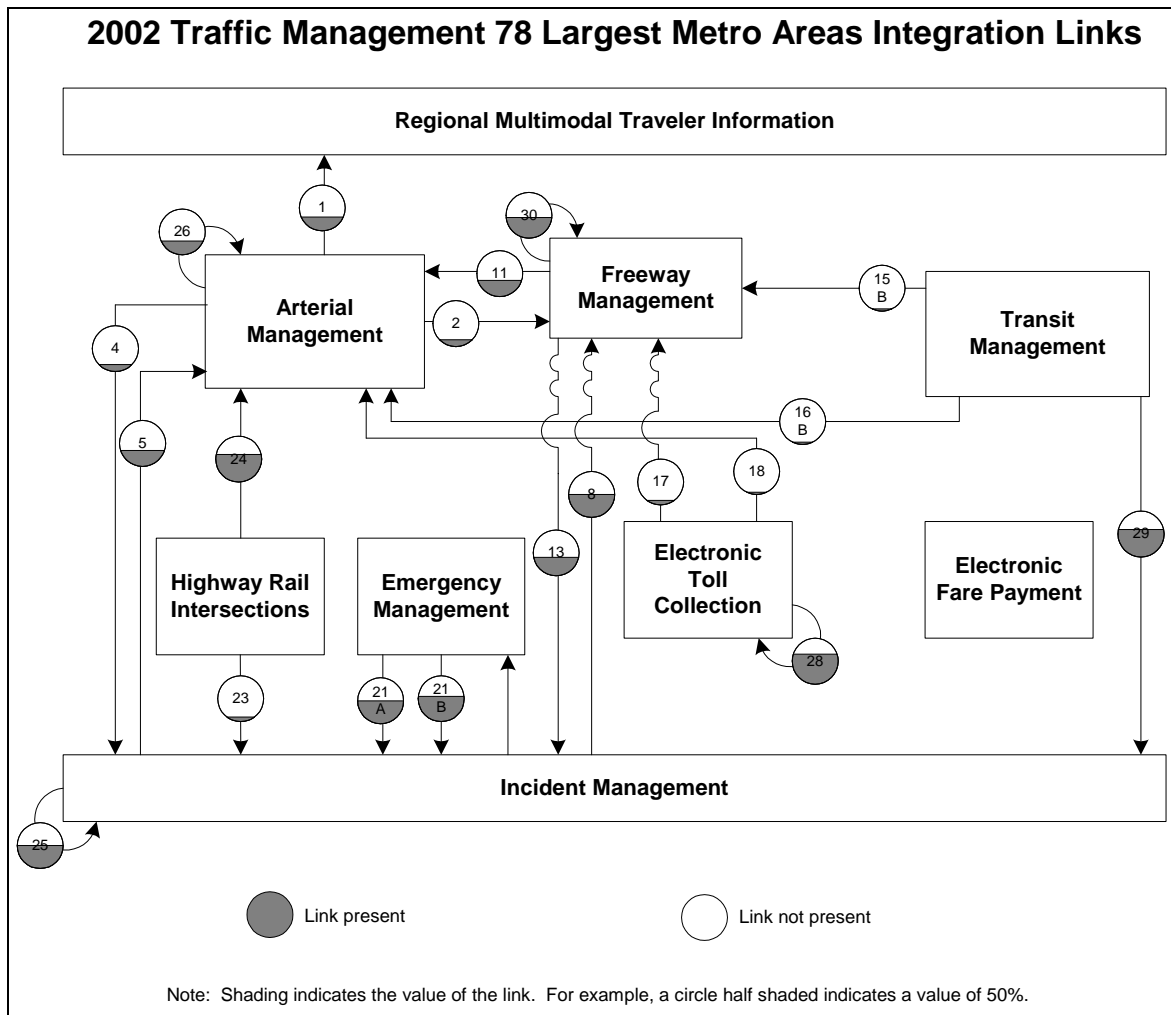 2002 Traffic Management 78 Largest Metro Areas Integration Links
Regional Multimodal Traveler Information
1
26
30
11
Freeway
Management
15
B
Arterial
Management
2
Transit
Management
4
16
B
5
24
17
18
8
13
29
Highway Rail
Intersections
Emergency
Management
Electronic
Toll
Collection
Electronic
Fare Payment
28
23
21
A
21
B
Incident Management
25
Link present
Link not present
Note: Shading indicates the value of the link. For example, a circle half shaded indicates a value of 50%.